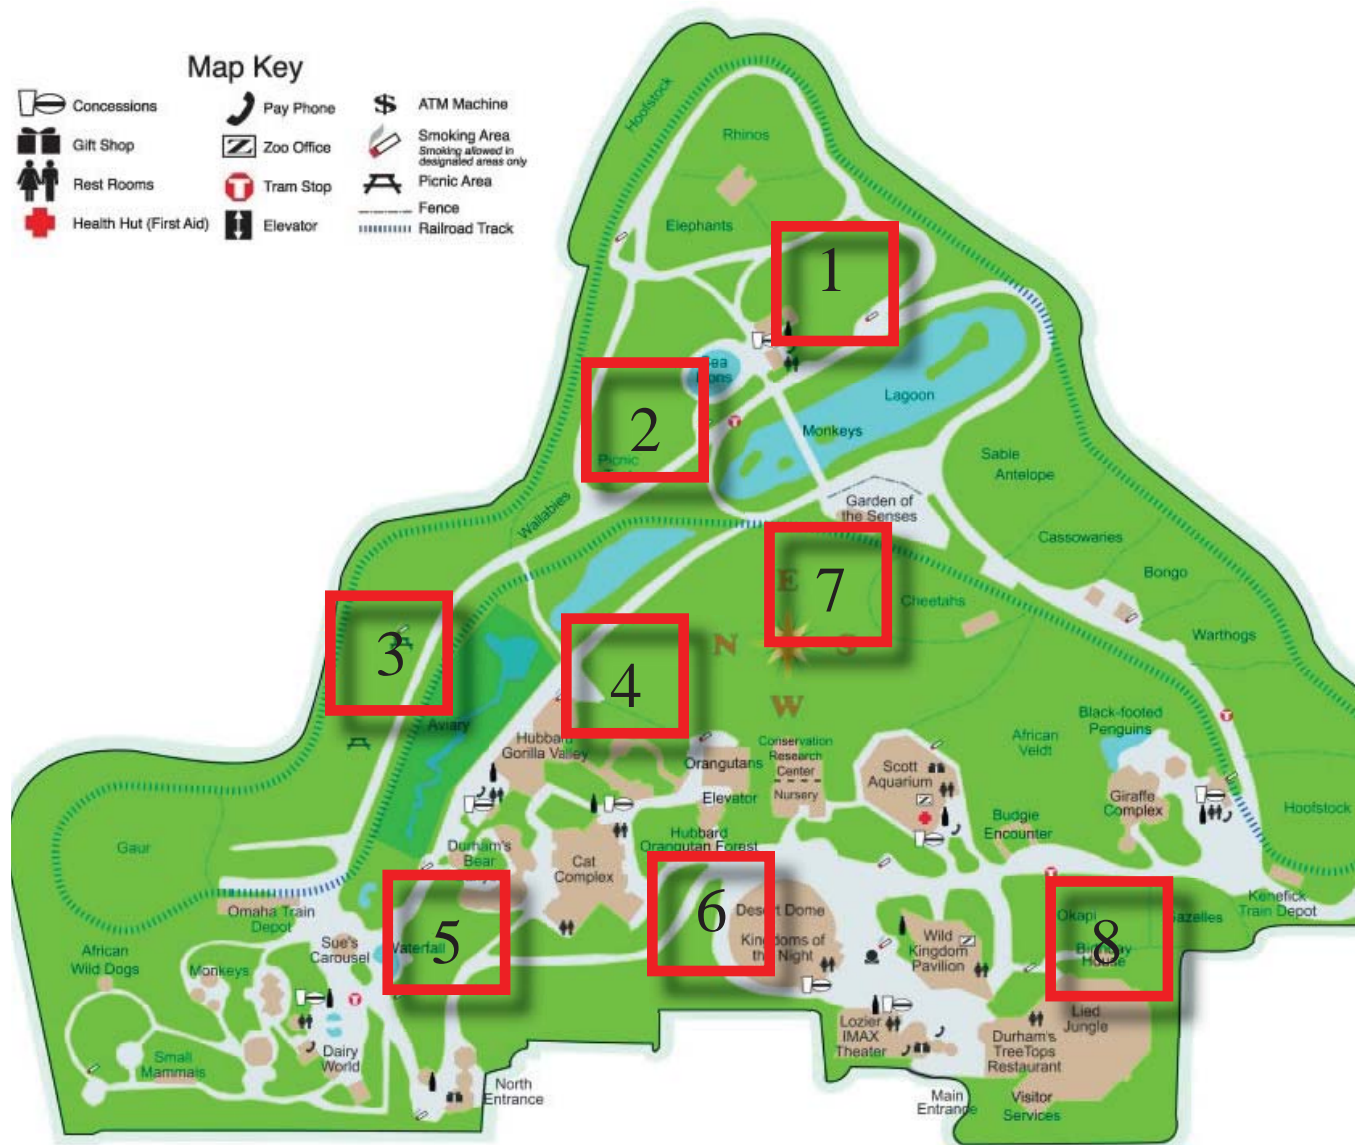 Map Key
Concessions
Gift Shop
Rest Rooms
Health Hut (First Aid)
Pay Phone
Zoo Office
Tram Stop
Elevator
ATM Machine
Smoking Area
Smoking allowed in
designated areas only
Picnic Area
Fence
Railroad Track
Hoofstock
Rhinos
Elephants
1
Sea
Lions
2
Picnic
Lagoon
Monkeys
Wallabies
Sable
Antelope
Garden of
the Senses
Cassowaries
Bongo
Warthogs
Cheetahs
7
E
N
S
W
3
4
Aviary
Hubbard
Gorilla Valley
Orangutans
Elevator
Conservation
Research
Center
Nursery
Scott
Aquarium
African
Veldt
Black-footed
Penguins
Giraffe
Complex
Hoofstock
Budgie
Encounter
Gaur
Durham's
Bear
Cat
Complex
Hubbard
Orangutan Forest
5
6
8
Omaha Train
Depot
Sue's
Carousel
Waterfall
Desert Dome
Kingdoms of
the Night
Wild
Kingdom
Pavilion
Okapi
Gazelles
Birthday
House
Kenefick
Train Depot
African
Wild Dogs
Monkeys
Small
Mammals
Dairy
World
North
Entrance
Lozier
IMAX
Theater
Lied
Jungle
Durham's
TreeTops
Restaurant
Main
Entrance
Visitor
Services